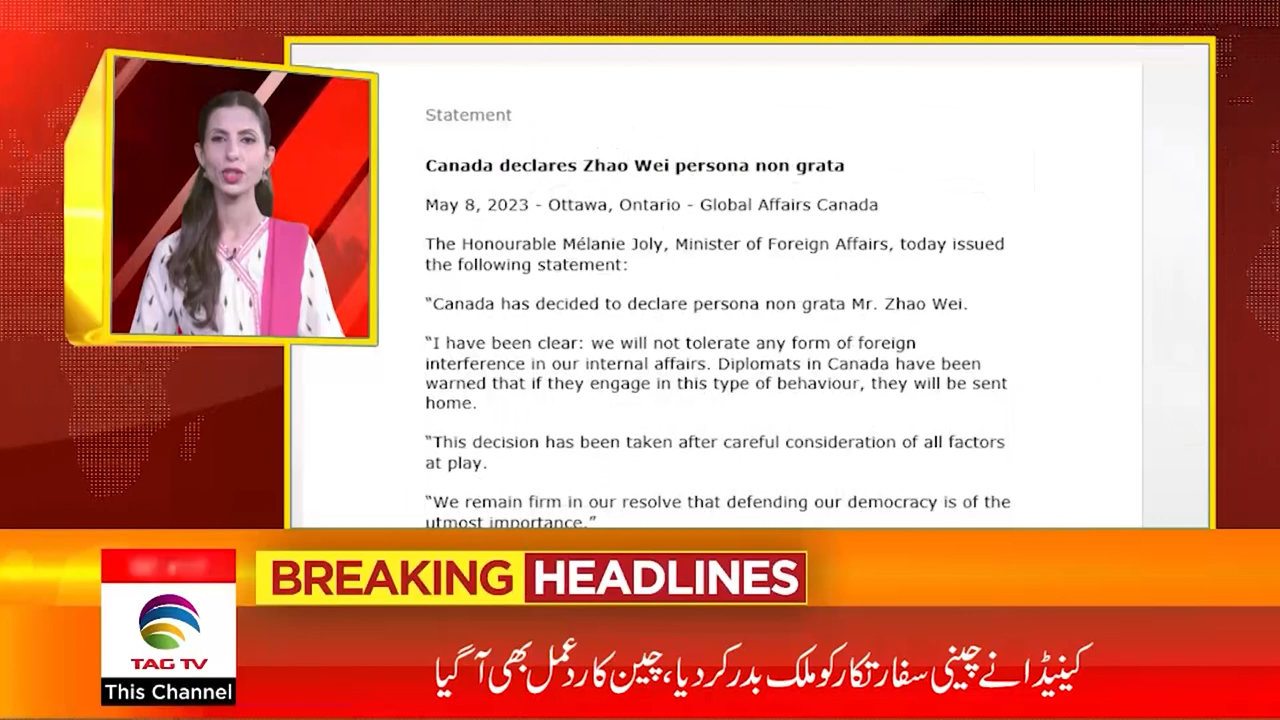 Statement
Canada declares Zhao Wei persona non grata
May 8, 2023 - Ottawa, Ontario - Global Affairs Canada
The Honourable Mélanie Joly, Minister of Foreign Affairs, today issued
the following statement:
“Canada has decided to declare persona non grata Mr. Zhao Wei.
“I have been clear: we will not tolerate any form of foreign
interference in our internal affairs. Diplomats in Canada have been
warned that if they engage in this type of behaviour, they will be sent
home.
“This decision has been taken after careful consideration of all factors
at play.
“We remain firm in our resolve that defending our democracy is of the
utmost importance.”
BREAKING HEADLINES
TAG TV
This Channel
کینیڈا نے چینی سفارتکار کو ملک بدر کر دیا، چین کا ردعمل بھی آ گیا